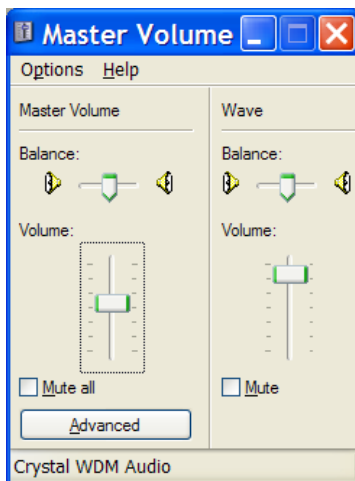 Master Volume
Options Help
Master Volume
Balance:
Volume:
Mute all
Advanced
Wave
Balance:
Volume:
Mute
Crystal WDM Audio